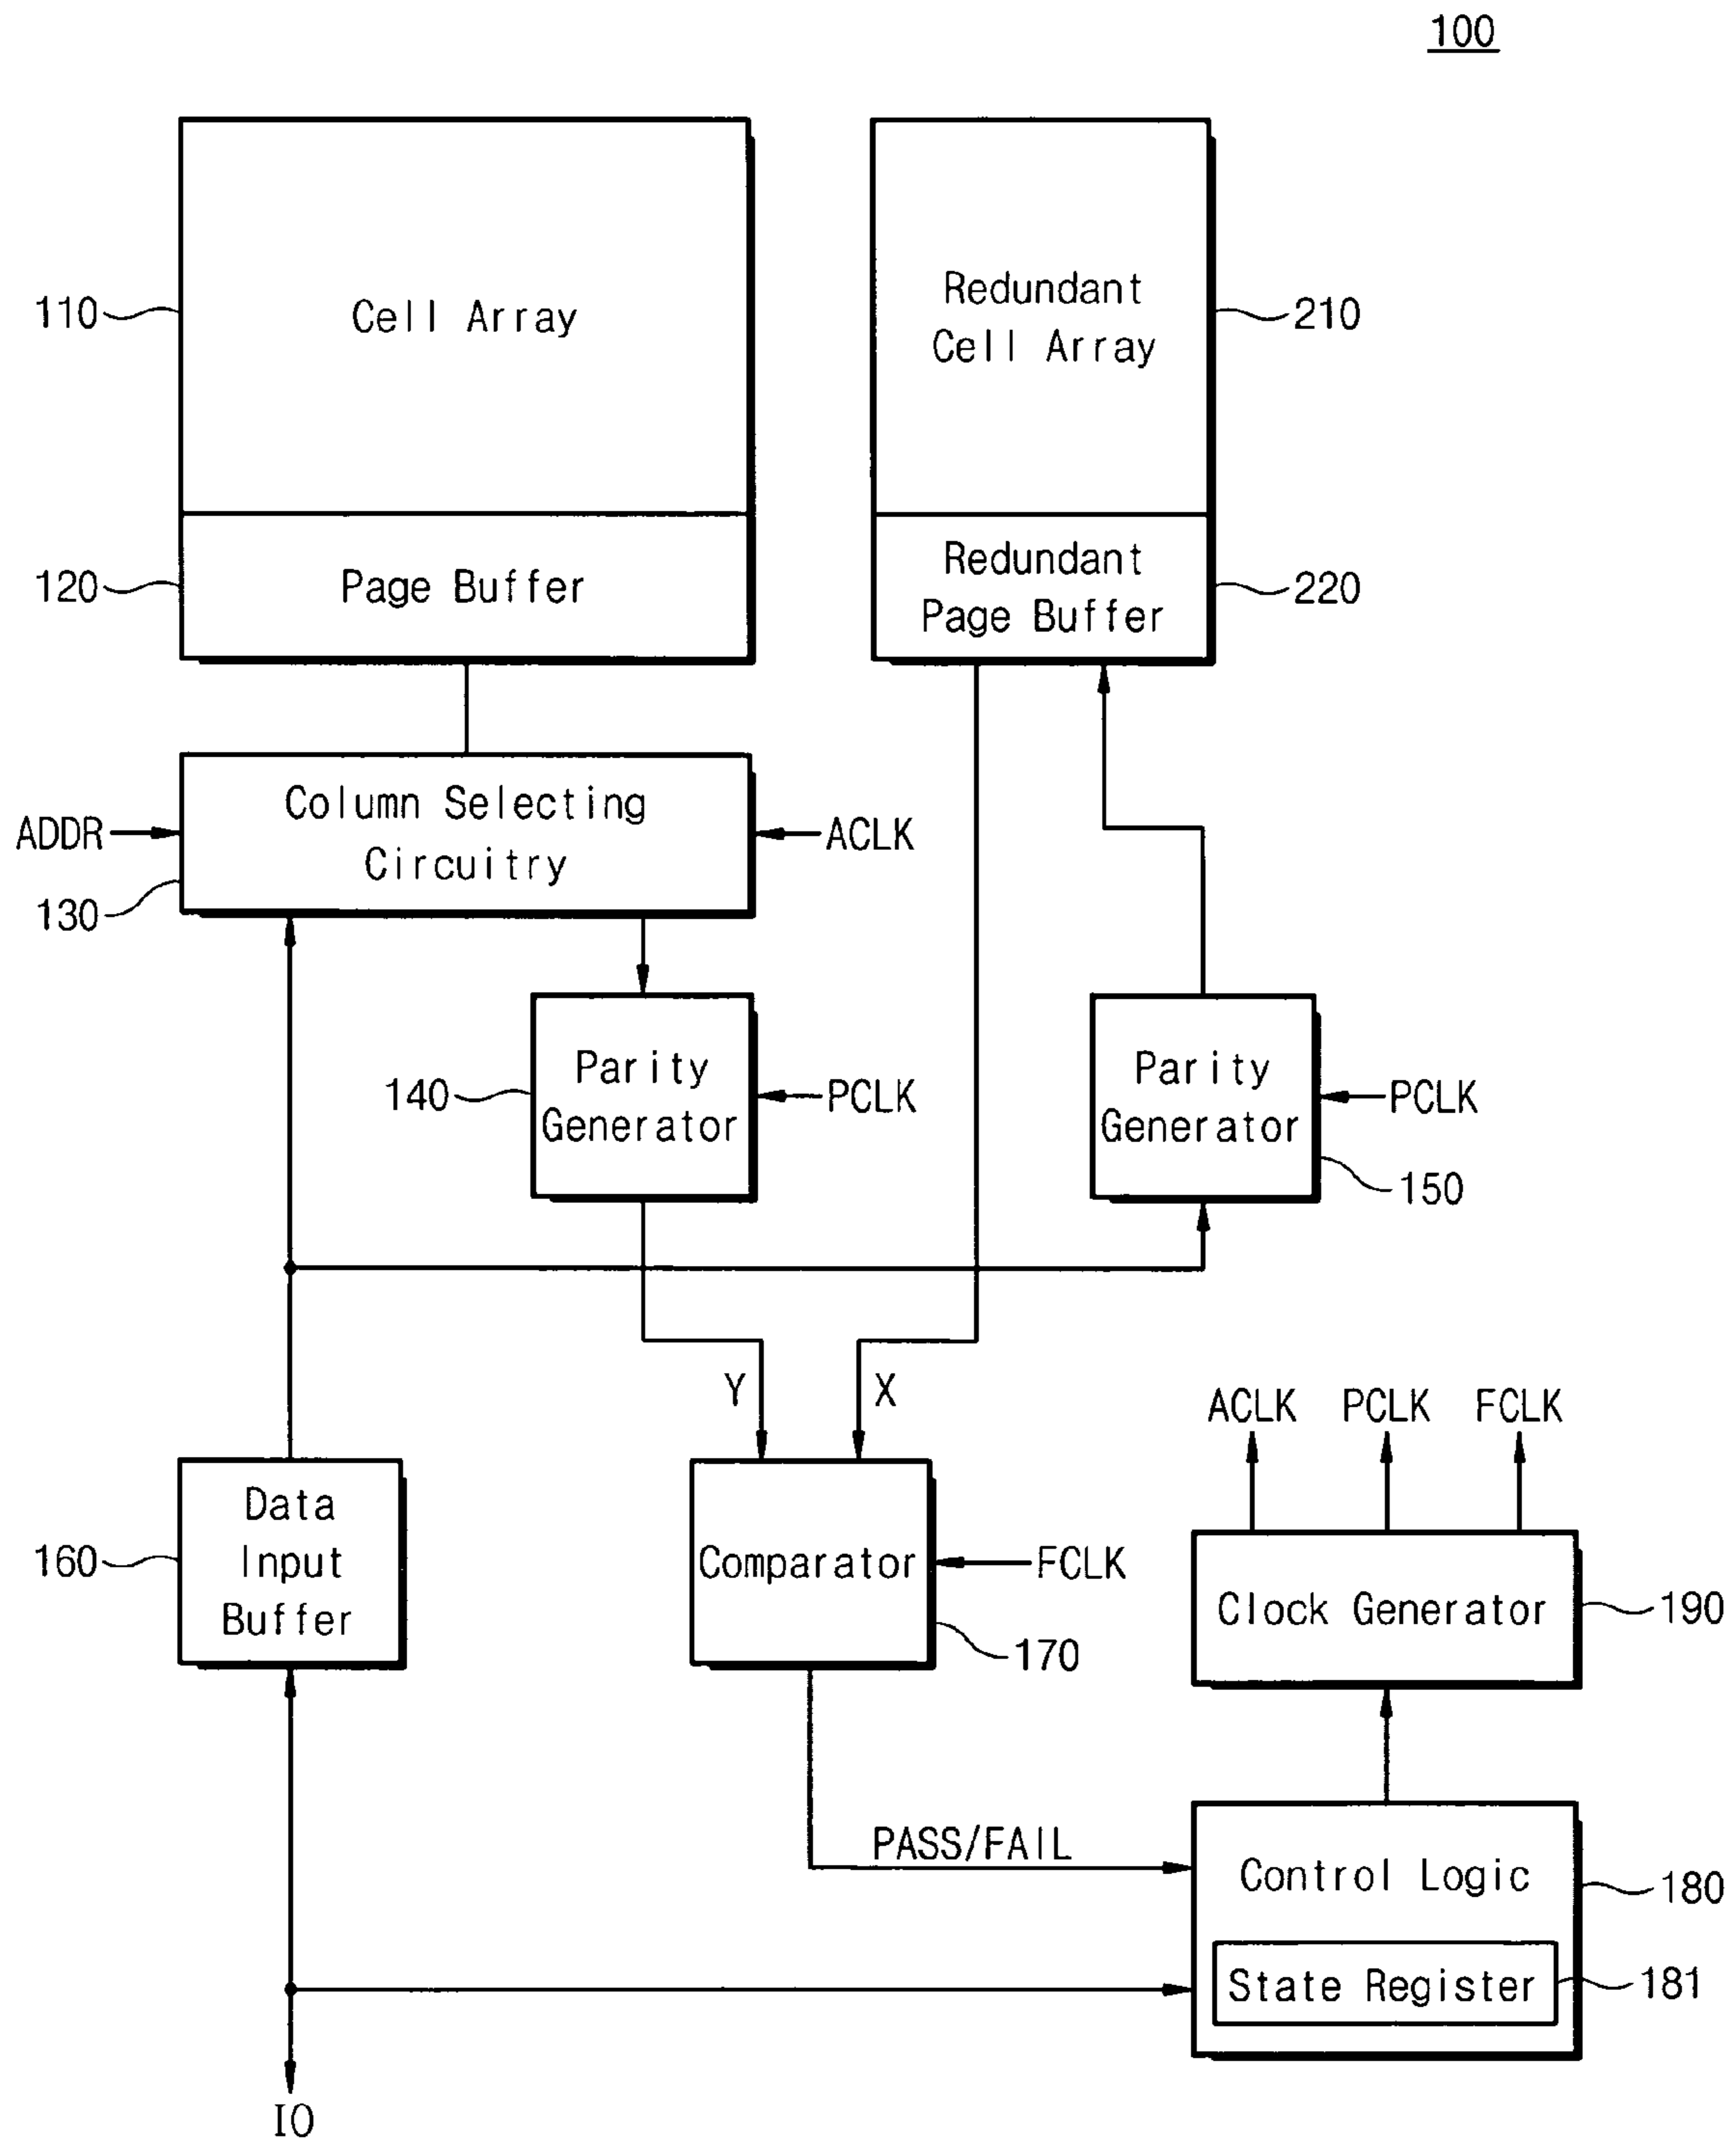 100
Cell Array
110
Redundant
Cell Array
210
Page Buffer
120
Redundant
Page Buffer
220
Column Selecting
Circuitry
ADDR
ACLK
130
Parity
Generator
140
PCLK
Parity
Generator
PCLK
150
Y
X
ACLK
PCLK
FCLK
Data
Input
Buffer
160
Comparator
FCLK
170
Clock Generator
190
PASS/FAIL
Control Logic
180
State Register
181
IO